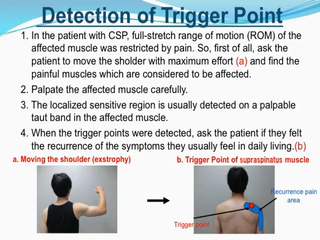 Detection of Trigger Point
1. In the patient with CSP, full-stretch range of motion (ROM) of the
affected muscle was restricted by pain. So, first of all, ask the
patient to move the sholder with maximum effort (a) and find the
painful muscles which are considered to be affected.
2. Palpate the affected muscle carefully.
3. The localized sensitive region is usually detected on a palpable
taut band in the affected muscle.
4. When the trigger points were detected, ask the patient if they felt
the recurrence of the symptoms they usually feel in daily living.(b)
a. Moving the shoulder (exstrophy)
b. Trigger Point of supraspinatus muscle
Recurrence pain
area
Trigger point